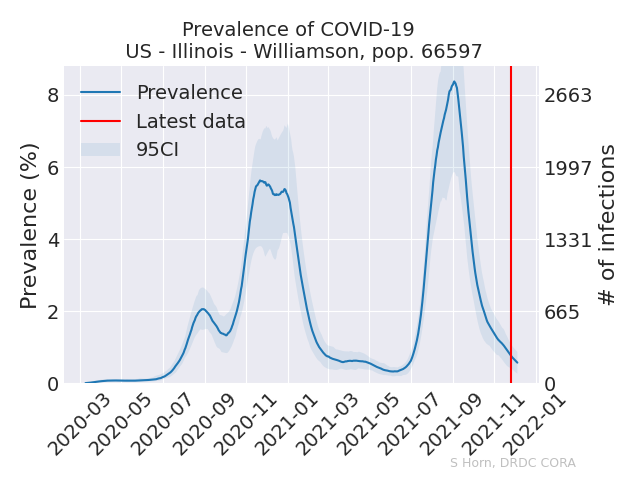 Prevalence of COVID-19
US - Illinois - Williamson, pop. 66597
Prevalence
Latest data
95CI
Prevalence (%)
8
6
4
2
0
# of infections
2663
1997
1331
665
0
2020-03
2020-05
2020-07
2020-09
2020-11
2021-01
2021-03
2021-05
2021-07
2021-09
2021-11
2022-01
S Horn, DRDC CORA